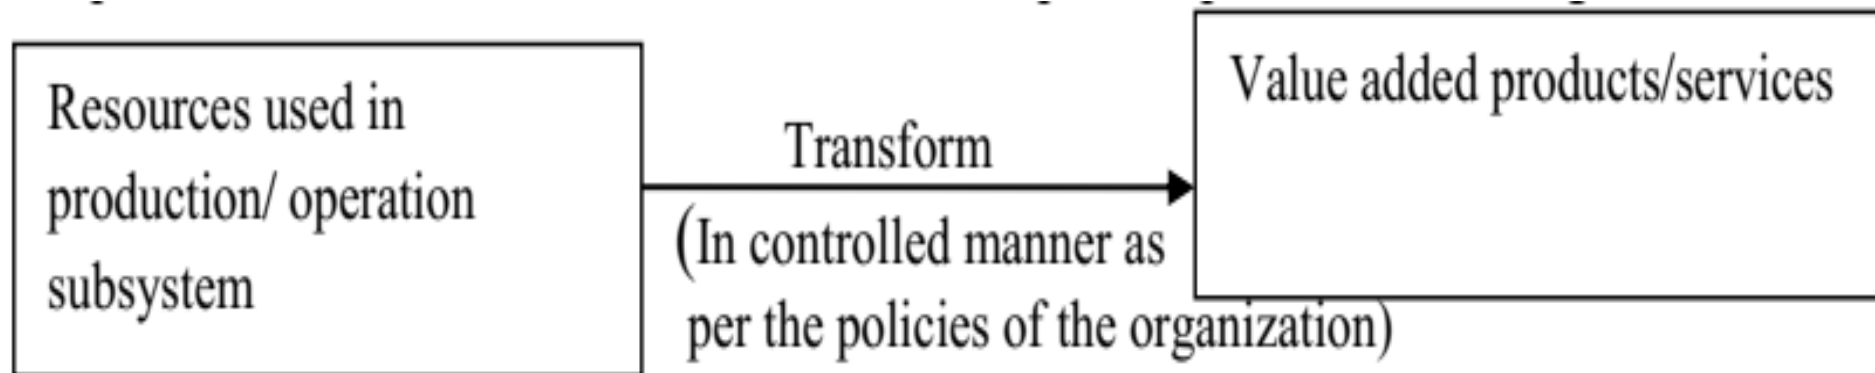 Resources used in
production/ operation
subsystem
Transform
(In controlled manner as
per the policies of the organization)
Value added products/services